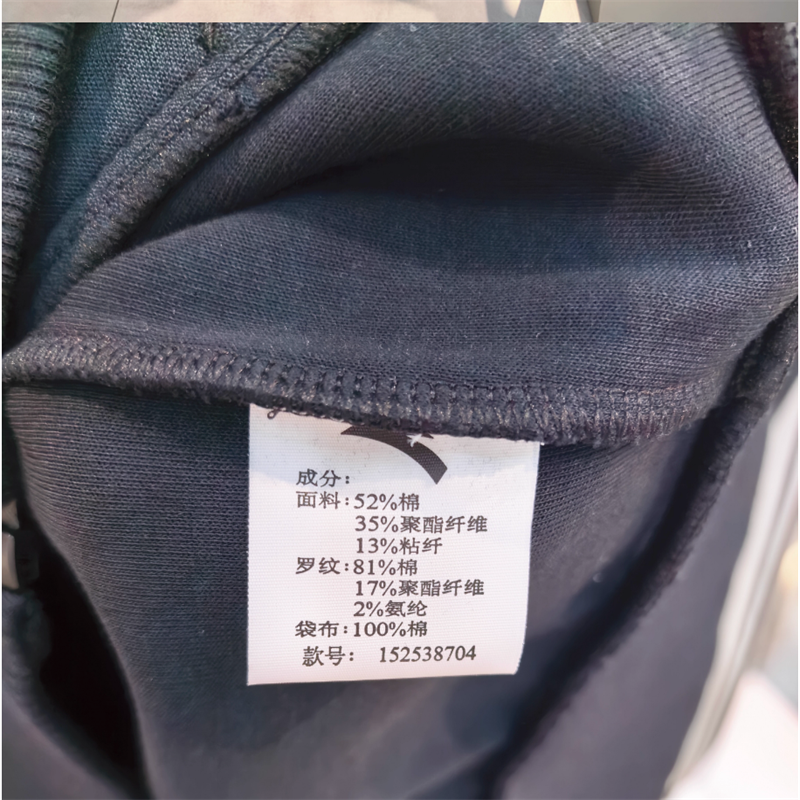 成分:
面料:52%棉
35%聚酯纤维
13%粘纤
罗纹:81%棉
17%聚酯纤维
2%氨纶
袋布:100%棉
款号: 152538704